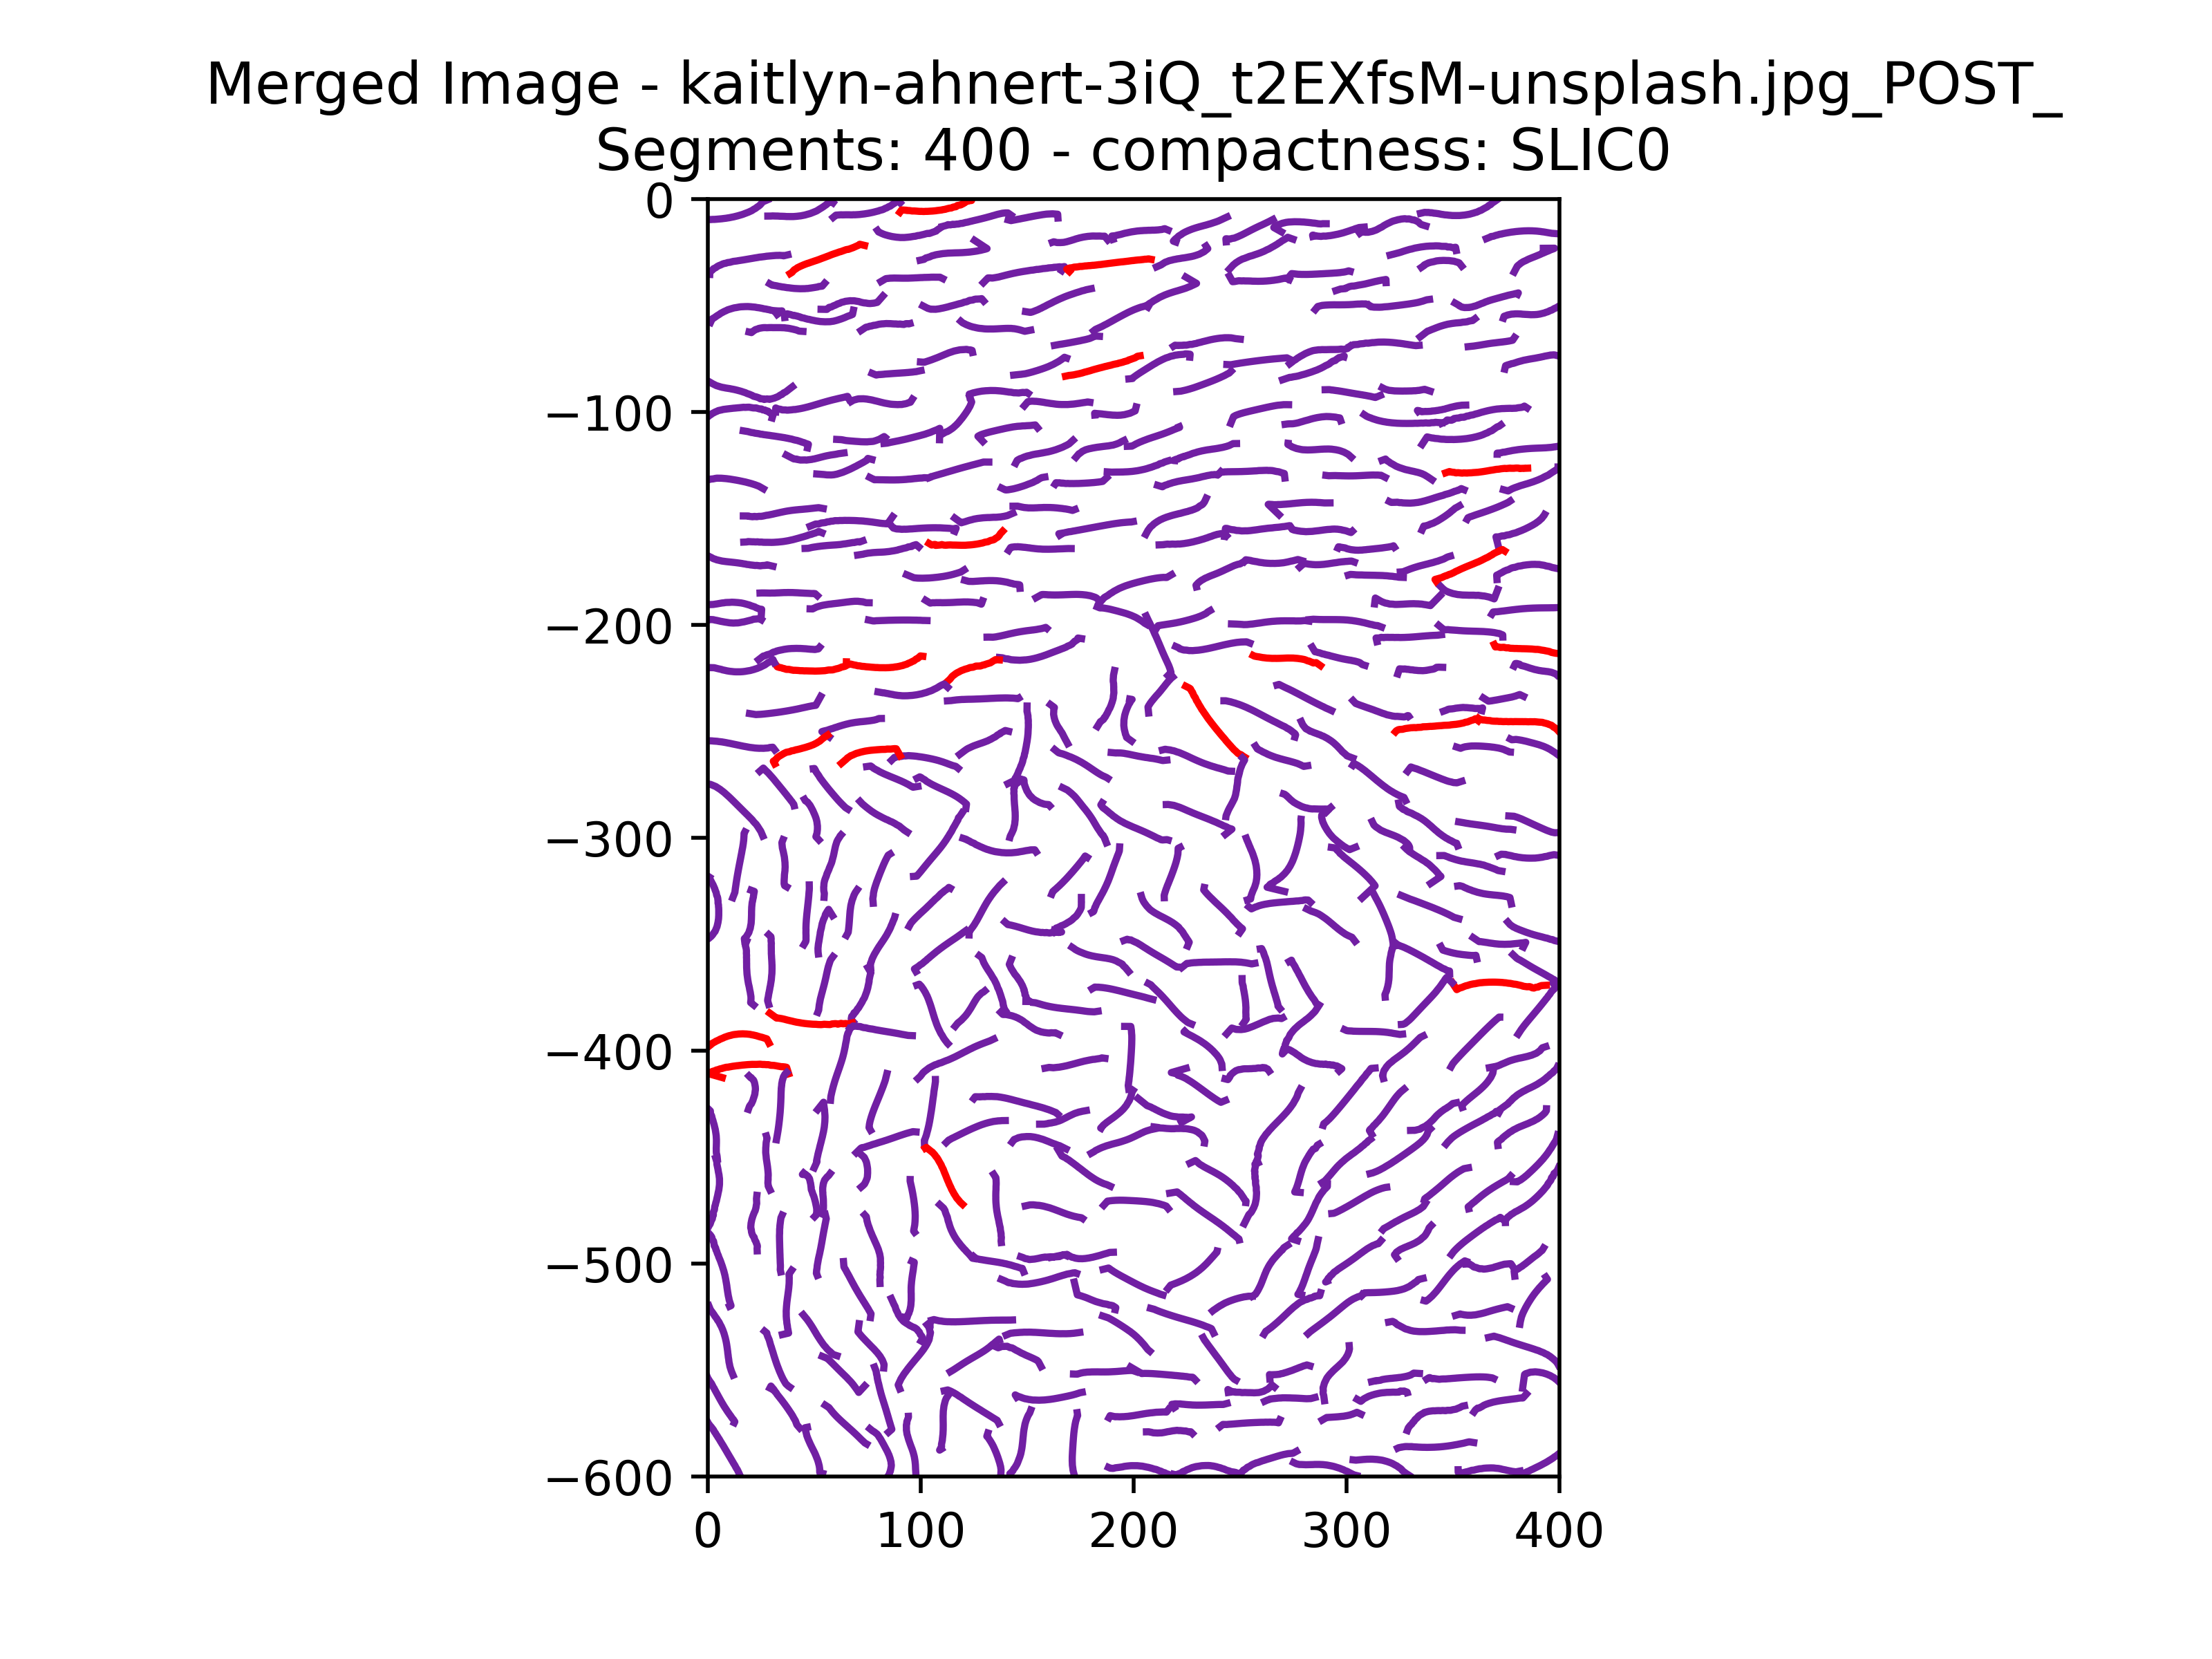 Merged Image - kaitlyn-ahnert-3iQ_t2EXfsM-unsplash.jpg_POST_
Segments: 400 - compactness: SLIC0
0
−100
−200
−300
−400
−500
−600
0 100 200 300 400